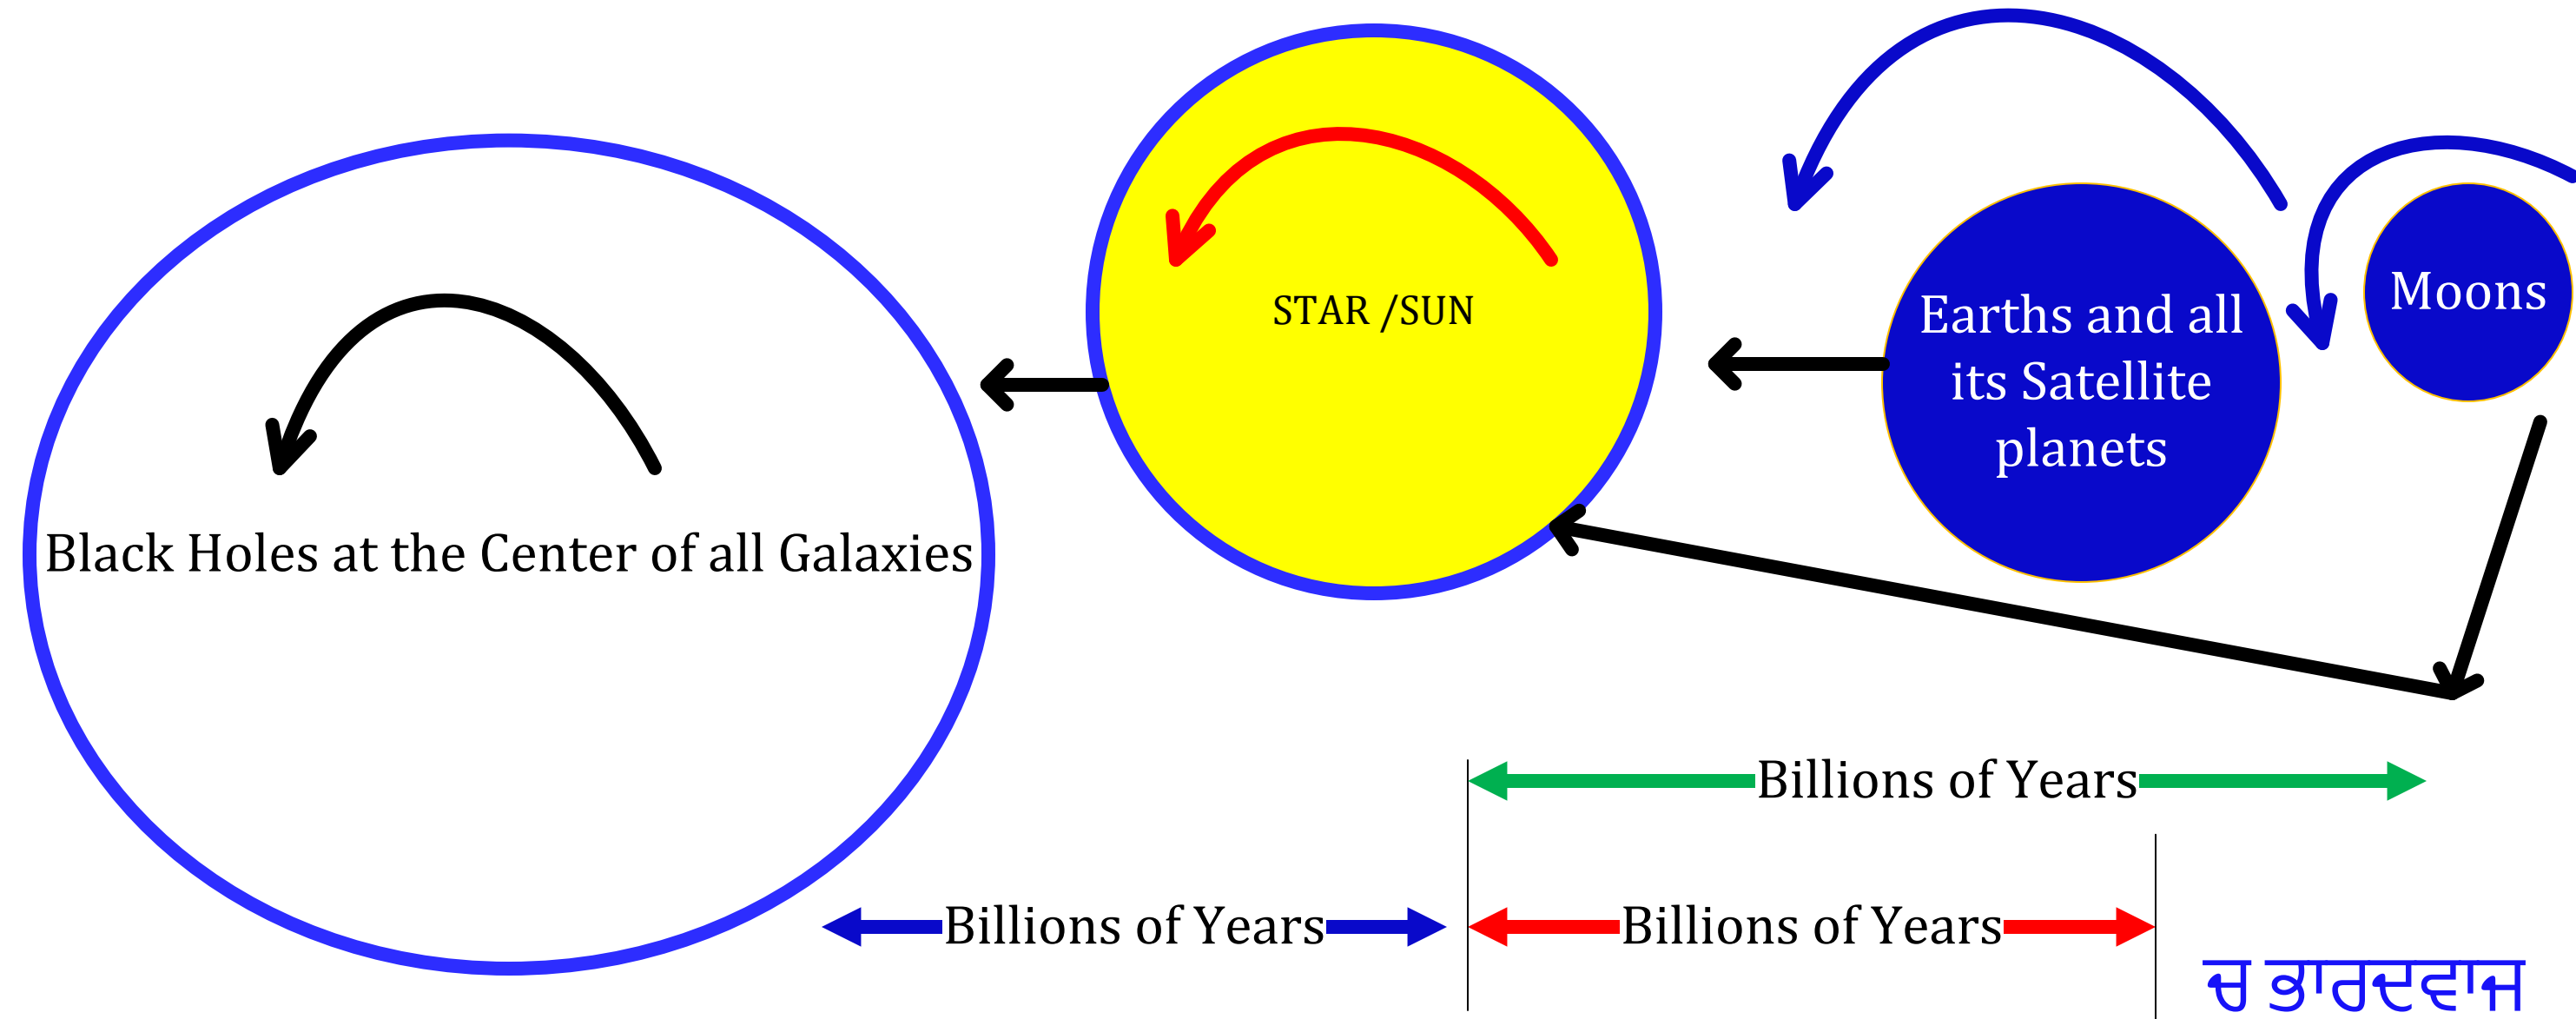 STAR /SUN
Earths and all
its Satellite
planets
Moons
Black Holes at the Center of all Galaxies
Billions of Years
Billions of Years
Billions of Years
ਚ ਭਾਰਦਵਾਜ